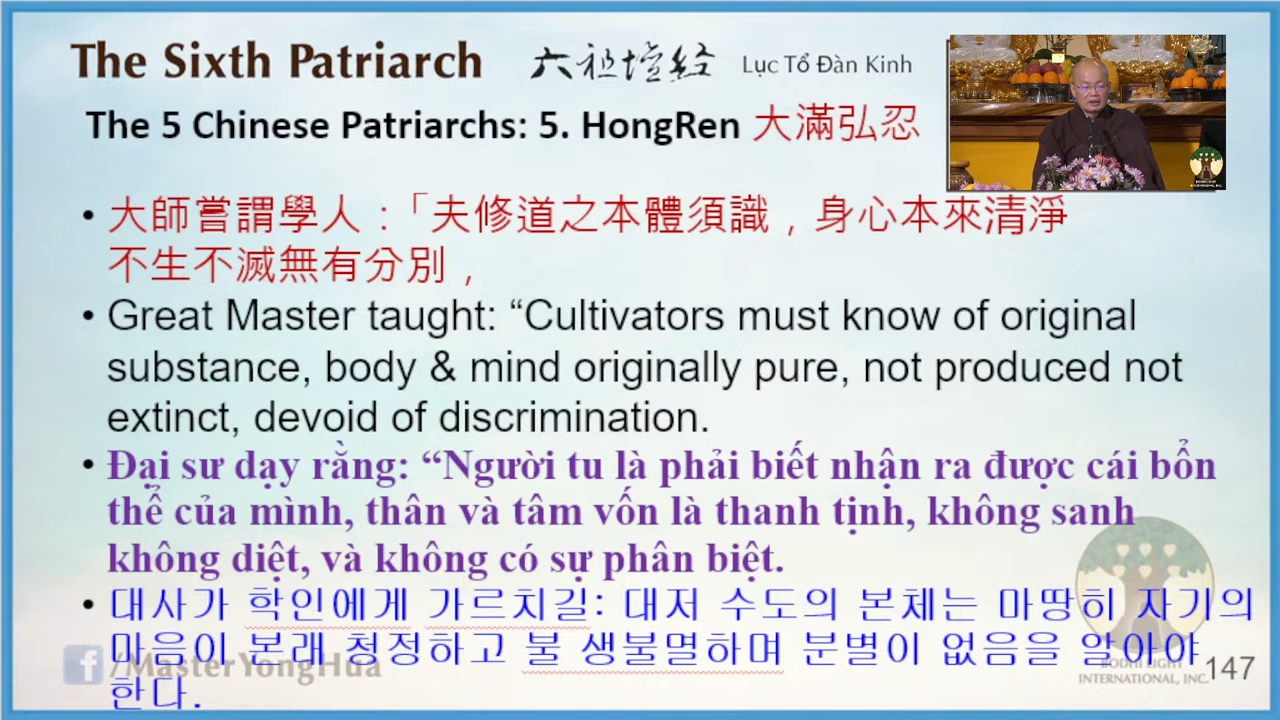 The Sixth Patriarch 六祖壇经 Lục Tổ Đàn Kinh
The 5 Chinese Patriarchs: 5. HongRen 大滿弘忍
• 大師嘗謂學人：「夫修道之本體須識，身心本來清淨
不生不滅無有分別，
• Great Master taught: “Cultivators must know of original
substance, body & mind originally pure, not produced not
extinct, devoid of discrimination.
• Đại sư dạy rằng: “Người tu là phải biết nhận ra được cái bổn
thể của mình, thân và tâm vốn là thanh tịnh, không sanh
không diệt, và không có sự phân biệt.
• 대사가 학인에게 가르치길: 대저 수도의 본체는 마땅히 자기의
마음이 본래 청정하고 불 생불멸하며 분별이 없음을 알아야
한다.
f/MasterYongHua
BODHI LIGHT
INTERNATIONAL, INC.
147